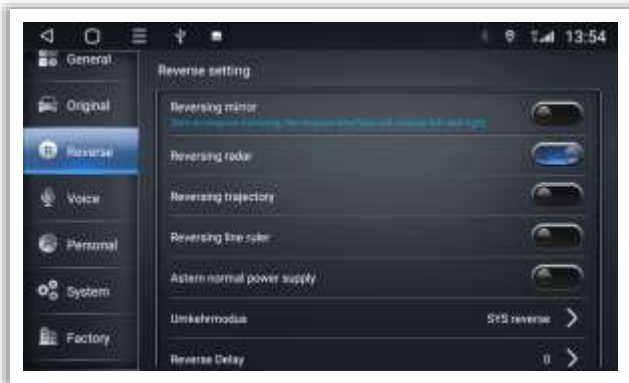 13:54
General
Reverse setting
Original
Reversing mirror
Reverse
Reversing radar
Voice
Reversing trajectory
Personal
Reversing line ruler
System
Astern normal power supply
Umkehrmodus
SYS reverse
Factory
Reverse Delay
0